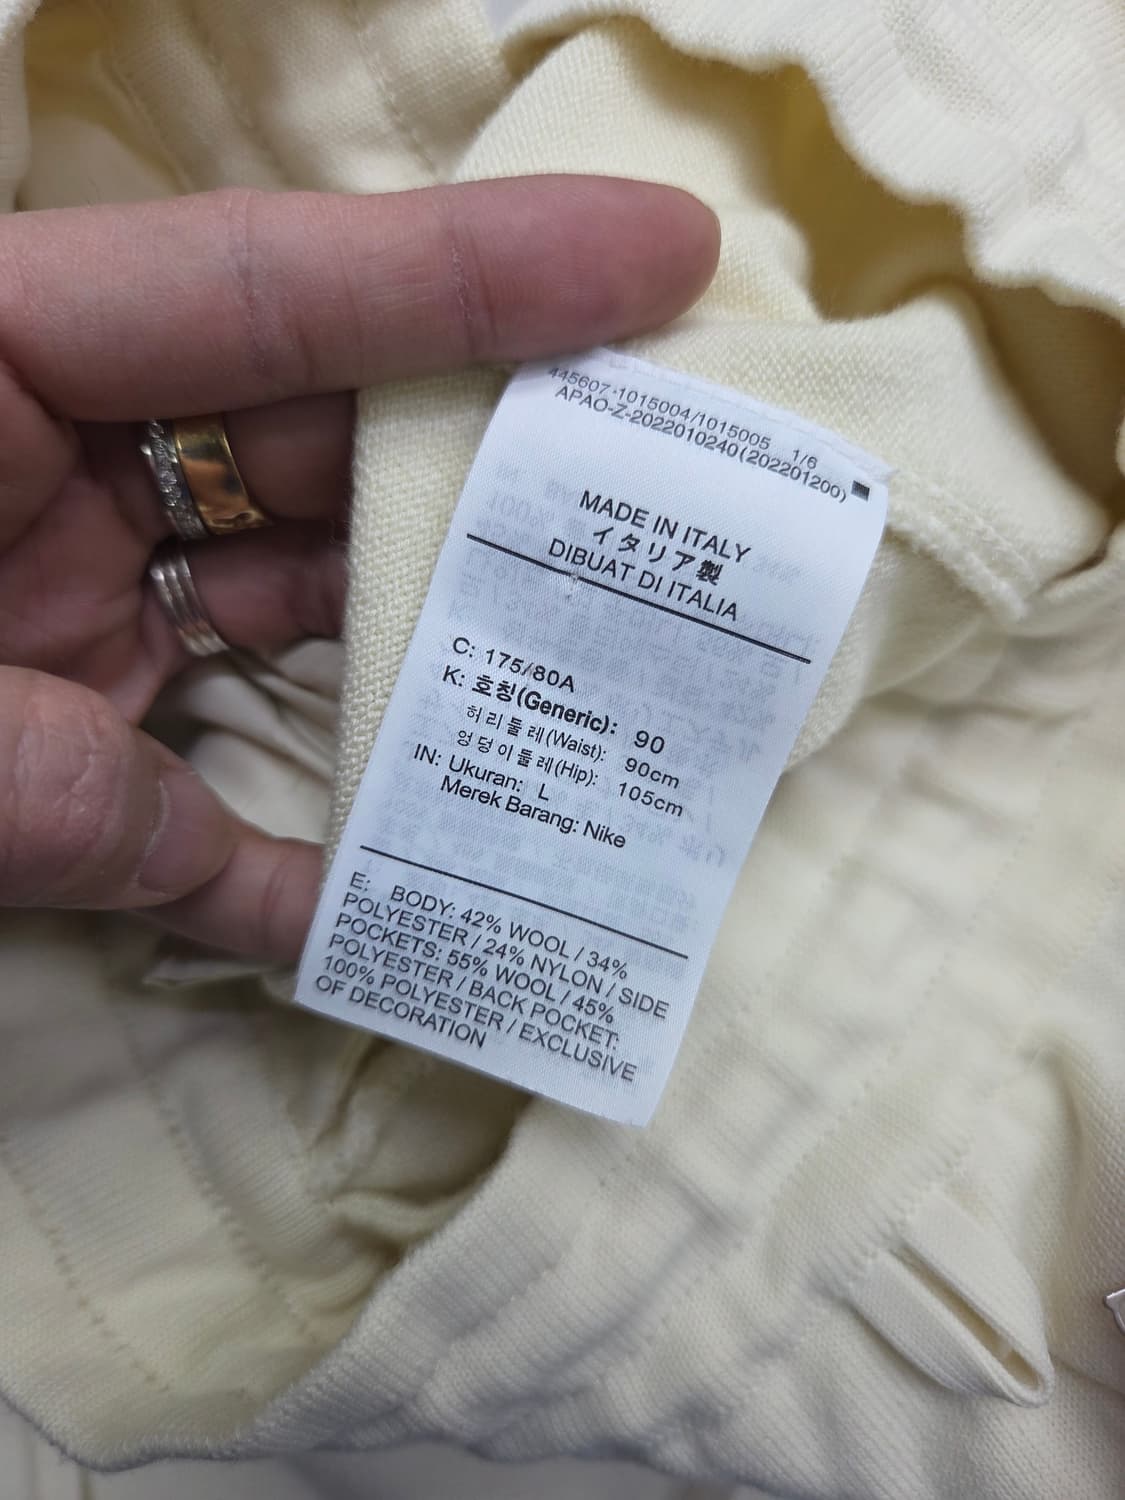 445607-1015004/1015005 1/6
APAO-Z-2022010240(202201200)
MADE IN ITALY
イタリア製
DIBUAT DI ITALIA
C: 175/80A
K: 호칭(Generic): 90
허리둘레(Waist): 90cm
엉덩이둘레(Hip): 105cm
IN: Ukuran: L
Merek Barang: Nike
E: BODY: 42% WOOL / 34%
POLYESTER / 24% NYLON / SIDE
POCKETS: 55% WOOL / 45%
POLYESTER / BACK POCKET:
100% POLYESTER / EXCLUSIVE
OF DECORATION